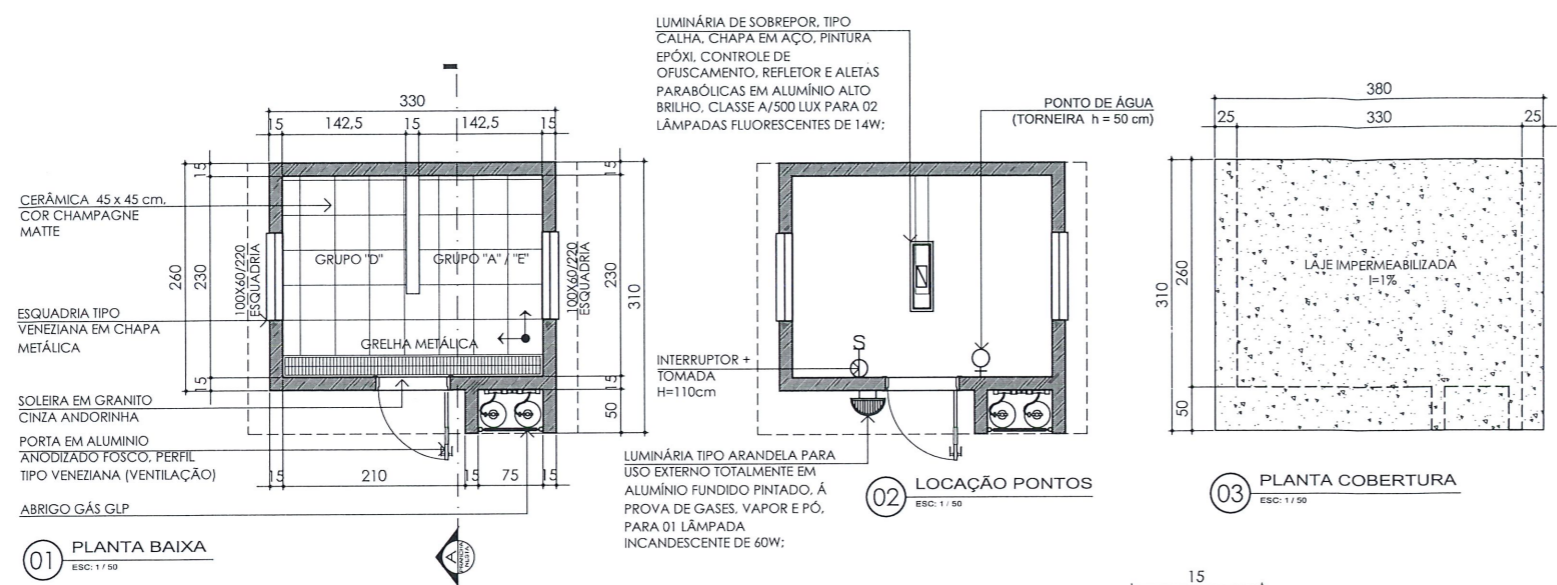 330
15
142,5
15
142,5
15
15
15
260
230
230
310
15
15
50
CERÂMICA 45 x 45 cm.
COR CHAMPAGNE
MATTE
GRUPO "D"
GRUPO "A" / "E"
100X60/220
ESQUADRIA
100X60/220
ESQUADRIA
ESQUADRIA TIPO
VENEZIANA EM CHAPA
METÁLICA
GRELHA METÁLICA
SOLEIRA EM GRANITO
CINZA ANDORINHA
PORTA EM ALUMINIO
ANODIZADO FOSCO, PERFIL
TIPO VENEZIANA (VENTILAÇÃO)
ABRIGO GÁS GLP
15
210
15
75
15
01
PLANTA BAIXA
ESC: 1 / 50
A
LUMINÁRIA DE SOBREPOR, TIPO
CALHA, CHAPA EM AÇO, PINTURA
EPÓXI, CONTROLE DE
OFUSCAMENTO, REFLETOR E ALETAS
PARABÓLICAS EM ALUMÍNIO ALTO
BRILHO, CLASSE A/500 LUX PARA 02
LÂMPADAS FLUORESCENTES DE 14W;
PONTO DE ÁGUA
(TORNEIRA h = 50 cm)
S
INTERRUPTOR +
TOMADA
H=110cm
LUMINÁRIA TIPO ARANDELA PARA
USO EXTERNO TOTALMENTE EM
ALUMÍNIO FUNDIDO PINTADO, Á
PROVA DE GASES, VAPOR E PÓ,
PARA 01 LÂMPADA
INCANDESCENTE DE 60W;
02
LOCAÇÃO PONTOS
ESC: 1 / 50
380
25
330
25
310
260
50
LAJE IMPERMEABILIZADA
I=1%
03
PLANTA COBERTURA
ESC: 1 / 50
15